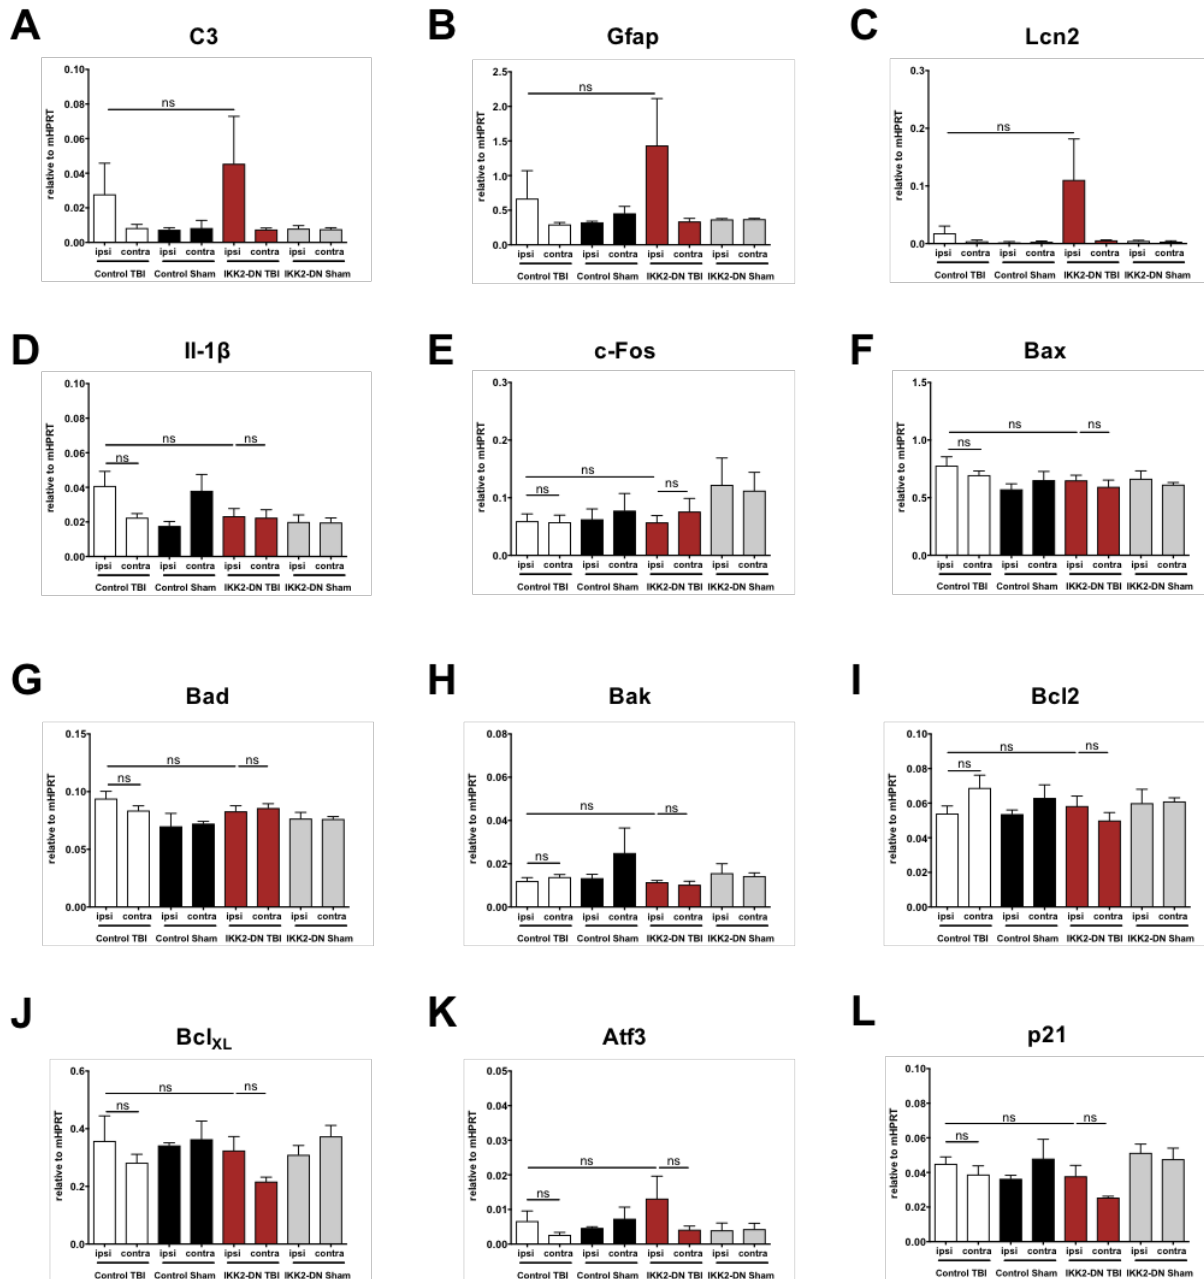 A
C3
relative to mHPRT
0.10
0.08
0.06
0.04
0.02
0.00
ns
ipsi contra ipsi contra ipsi contra ipsi contra
Control TBI Control Sham IKK2-DN TBI IKK2-DN Sham
B
Gfap
relative to mHPRT
2.5
2.0
1.5
1.0
0.5
0.0
ns
ipsi contra ipsi contra ipsi contra ipsi contra
Control TBI Control Sham IKK2-DN TBI IKK2-DN Sham
C
Lcn2
relative to mHPRT
0.3
0.2
0.1
0.0
ns
ipsi contra ipsi contra ipsi contra ipsi contra
Control TBI Control Sham IKK2-DN TBI IKK2-DN Sham
D
Il-1β
relative to mHPRT
0.10
0.08
0.06
0.04
0.02
0.00
ns ns
ns
ipsi contra ipsi contra ipsi contra ipsi contra
Control TBI Control Sham IKK2-DN TBI IKK2-DN Sham
E
c-Fos
relative to mHPRT
0.3
0.2
0.1
0.0
ns
ns ns
ipsi contra ipsi contra ipsi contra ipsi contra
Control TBI Control Sham IKK2-DN TBI IKK2-DN Sham
F
Bax
relative to mHPRT
1.5
1.0
0.5
0.0
ns ns
ns
ipsi contra ipsi contra ipsi contra ipsi contra
Control TBI Control Sham IKK2-DN TBI IKK2-DN Sham
G
Bad
relative to mHPRT
0.15
0.10
0.05
0.00
ns ns
ns
ipsi contra ipsi contra ipsi contra ipsi contra
Control TBI Control Sham IKK2-DN TBI IKK2-DN Sham
H
Bak
relative to mHPRT
0.08
0.06
0.04
0.02
0.00
ns ns
ns
ipsi contra ipsi contra ipsi contra ipsi contra
Control TBI Control Sham IKK2-DN TBI IKK2-DN Sham
I
Bcl2
relative to mHPRT
0.10
0.08
0.06
0.04
0.02
0.00
ns ns
ns
ipsi contra ipsi contra ipsi contra ipsi contra
Control TBI Control Sham IKK2-DN TBI IKK2-DN Sham
J
BclXL
relative to mHPRT
0.6
0.4
0.2
0.0
ns ns
ns
ipsi contra ipsi contra ipsi contra ipsi contra
Control TBI Control Sham IKK2-DN TBI IKK2-DN Sham
K
Atf3
relative to mHPRT
0.05
0.04
0.03
0.02
0.01
0.00
ns ns
ns
ipsi contra ipsi contra ipsi contra ipsi contra
Control TBI Control Sham IKK2-DN TBI IKK2-DN Sham
L
p21
relative to mHPRT
0.10
0.08
0.06
0.04
0.02
0.00
ns ns
ns
ipsi contra ipsi contra ipsi contra ipsi contra
Control TBI Control Sham IKK2-DN TBI IKK2-DN Sham